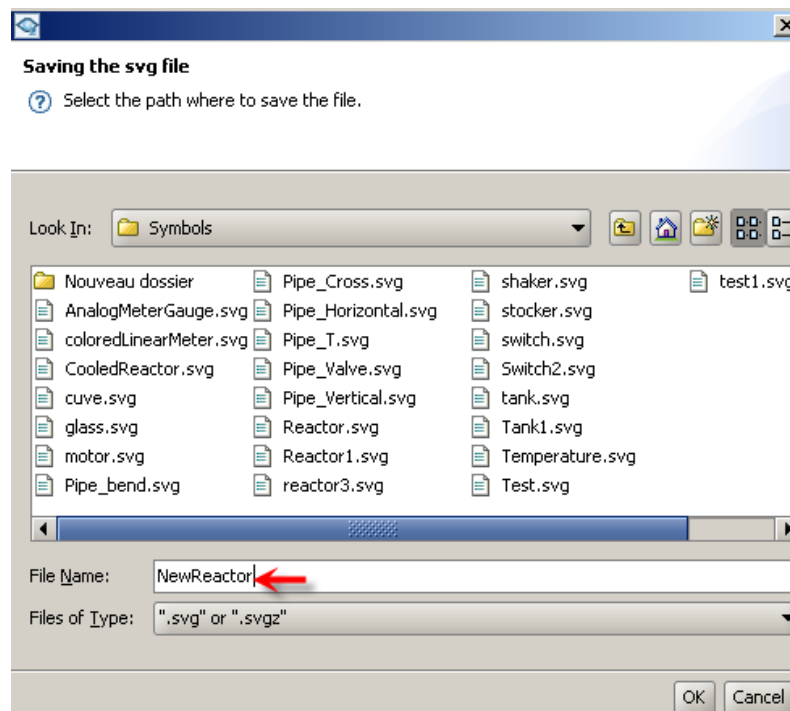 Saving the svg file
Select the path where to save the file.
Look In: Symbols
Nouveau dossier
AnalogMeterGauge.svg
coloredLinearMeter.svg
CooledReactor.svg
cuve.svg
glass.svg
motor.svg
Pipe_bend.svg
Pipe_Cross.svg
Pipe_Horizontal.svg
Pipe_T.svg
Pipe_Valve.svg
Pipe_Vertical.svg
Reactor.svg
Reactor1.svg
reactor3.svg
shaker.svg
stocker.svg
switch.svg
Switch2.svg
tank.svg
Tank1.svg
Temperature.svg
Test.svg
test1.svg
File Name: NewReactor
Files of Type: ".svg" or ".svgz"
OK Cancel